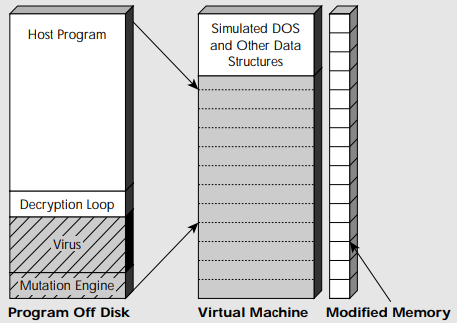 Host Program
Decryption Loop
Virus
Mutation Engine
Program Off Disk
Simulated DOS
and Other Data
Structures
Virtual Machine
Modified Memory